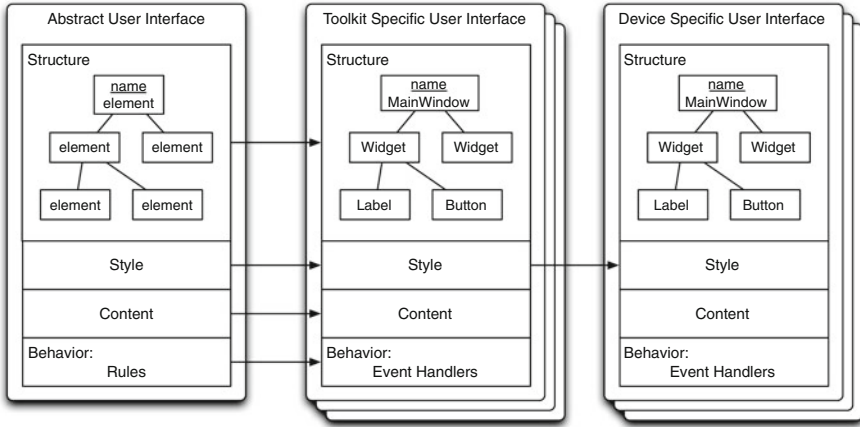 Abstract User Interface
Structure
name
element
element
element
element
element
Style
Content
Behavior:
Rules
Toolkit Specific User Interface
Structure
name
MainWindow
Widget
Widget
Label
Button
Style
Content
Behavior:
Event Handlers
Device Specific User Interface
Structure
name
MainWindow
Widget
Widget
Label
Button
Style
Content
Behavior:
Event Handlers